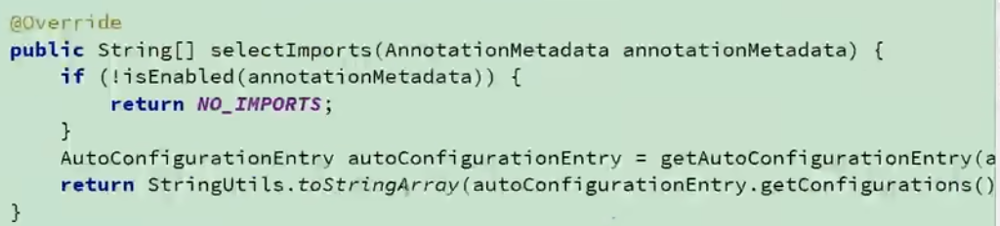 @Override
public String[] selectImports(AnnotationMetadata annotationMetadata) {
if (!isEnabled(annotationMetadata)) {
return NO_IMPORTS;
}
AutoConfigurationEntry autoConfigurationEntry = getAutoConfigurationEntry(a
return StringUtils.toStringArray(autoConfigurationEntry.getConfigurations()
}